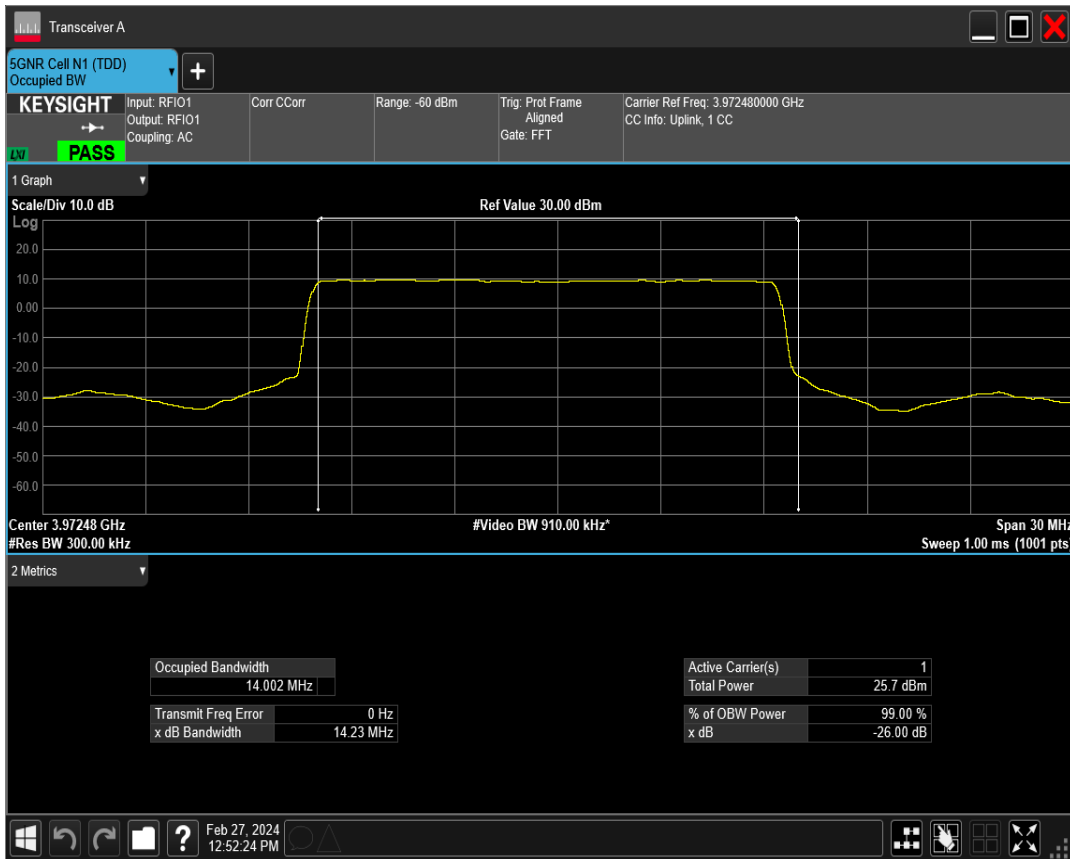 Transceiver A
5GNR Cell N1 (TDD)
Occupied BW
+
KEYSIGHT
LXI
PASS
Input: RFIO1
Output: RFIO1
Coupling: AC
Corr CCorr
Range: -60 dBm
Trig: Prot Frame
Aligned
Gate: FFT
Carrier Ref Freq: 3.972480000 GHz
CC Info: Uplink, 1 CC
1 Graph
Scale/Div 10.0 dB
Ref Value 30.00 dBm
Log
20.0
10.0
0.00
-10.0
-20.0
-30.0
-40.0
-50.0
-60.0
Center 3.97248 GHz
#Video BW 910.00 kHz*
Span 30 MHz
#Res BW 300.00 kHz
Sweep 1.00 ms (1001 pts)
2 Metrics
Occupied Bandwidth
14.002 MHz
Transmit Freq Error 0 Hz
x dB Bandwidth 14.23 MHz
Active Carrier(s) 1
Total Power 25.7 dBm
% of OBW Power 99.00 %
x dB -26.00 dB
?
Feb 27, 2024
12:52:24 PM